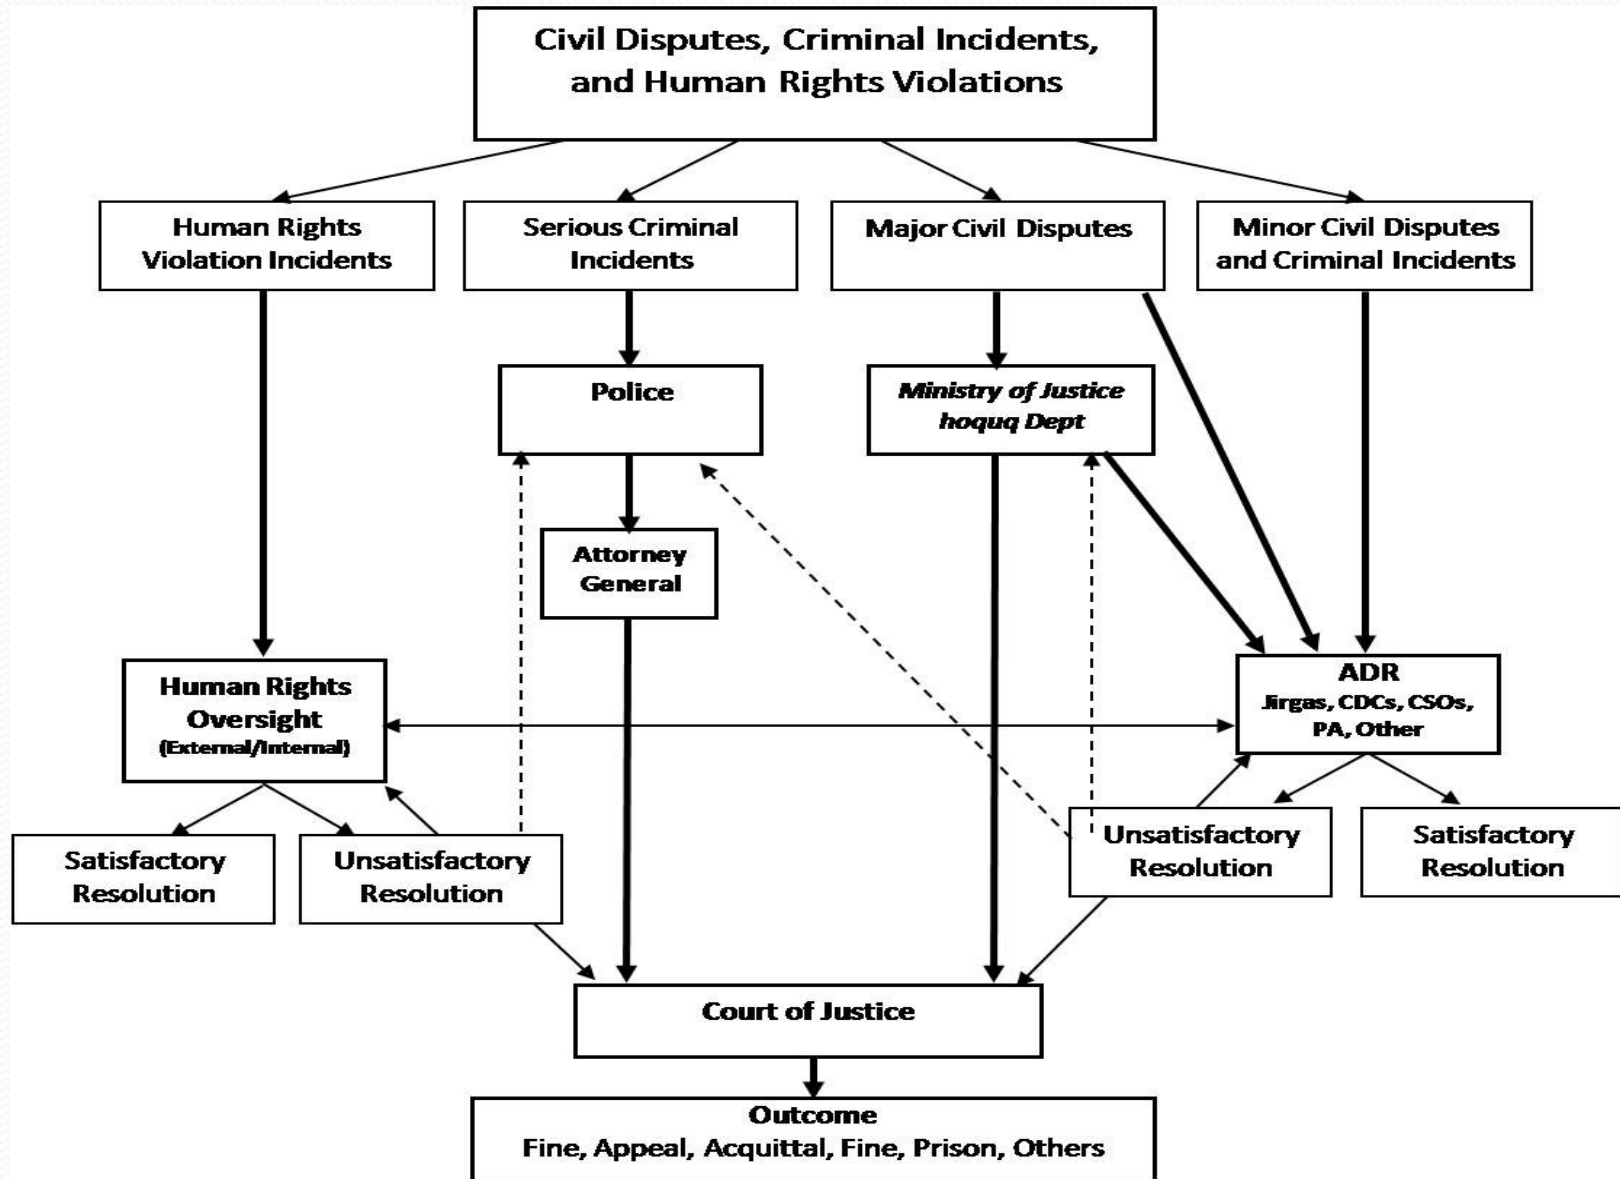 Civil Disputes, Criminal Incidents,
and Human Rights Violations
Human Rights
Violation Incidents
Serious Criminal
Incidents
Major Civil Disputes
Minor Civil Disputes
and Criminal Incidents
Police
Ministry of Justice
hoquq Dept
Attorney
General
Human Rights
Oversight
(External/Internal)
ADR
Jirgas, CDCs, CSOs,
PA, Other
Satisfactory
Resolution
Unsatisfactory
Resolution
Unsatisfactory
Resolution
Satisfactory
Resolution
Court of Justice
Outcome
Fine, Appeal, Acquittal, Fine, Prison, Others